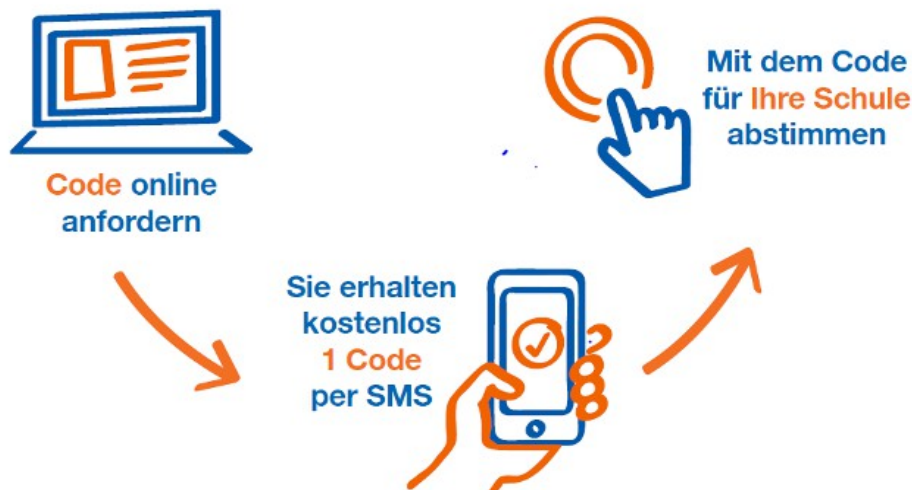 Code online
anfordern
Sie erhalten
kostenlos
1 Code
per SMS
Mit dem Code
für Ihre Schule
abstimmen